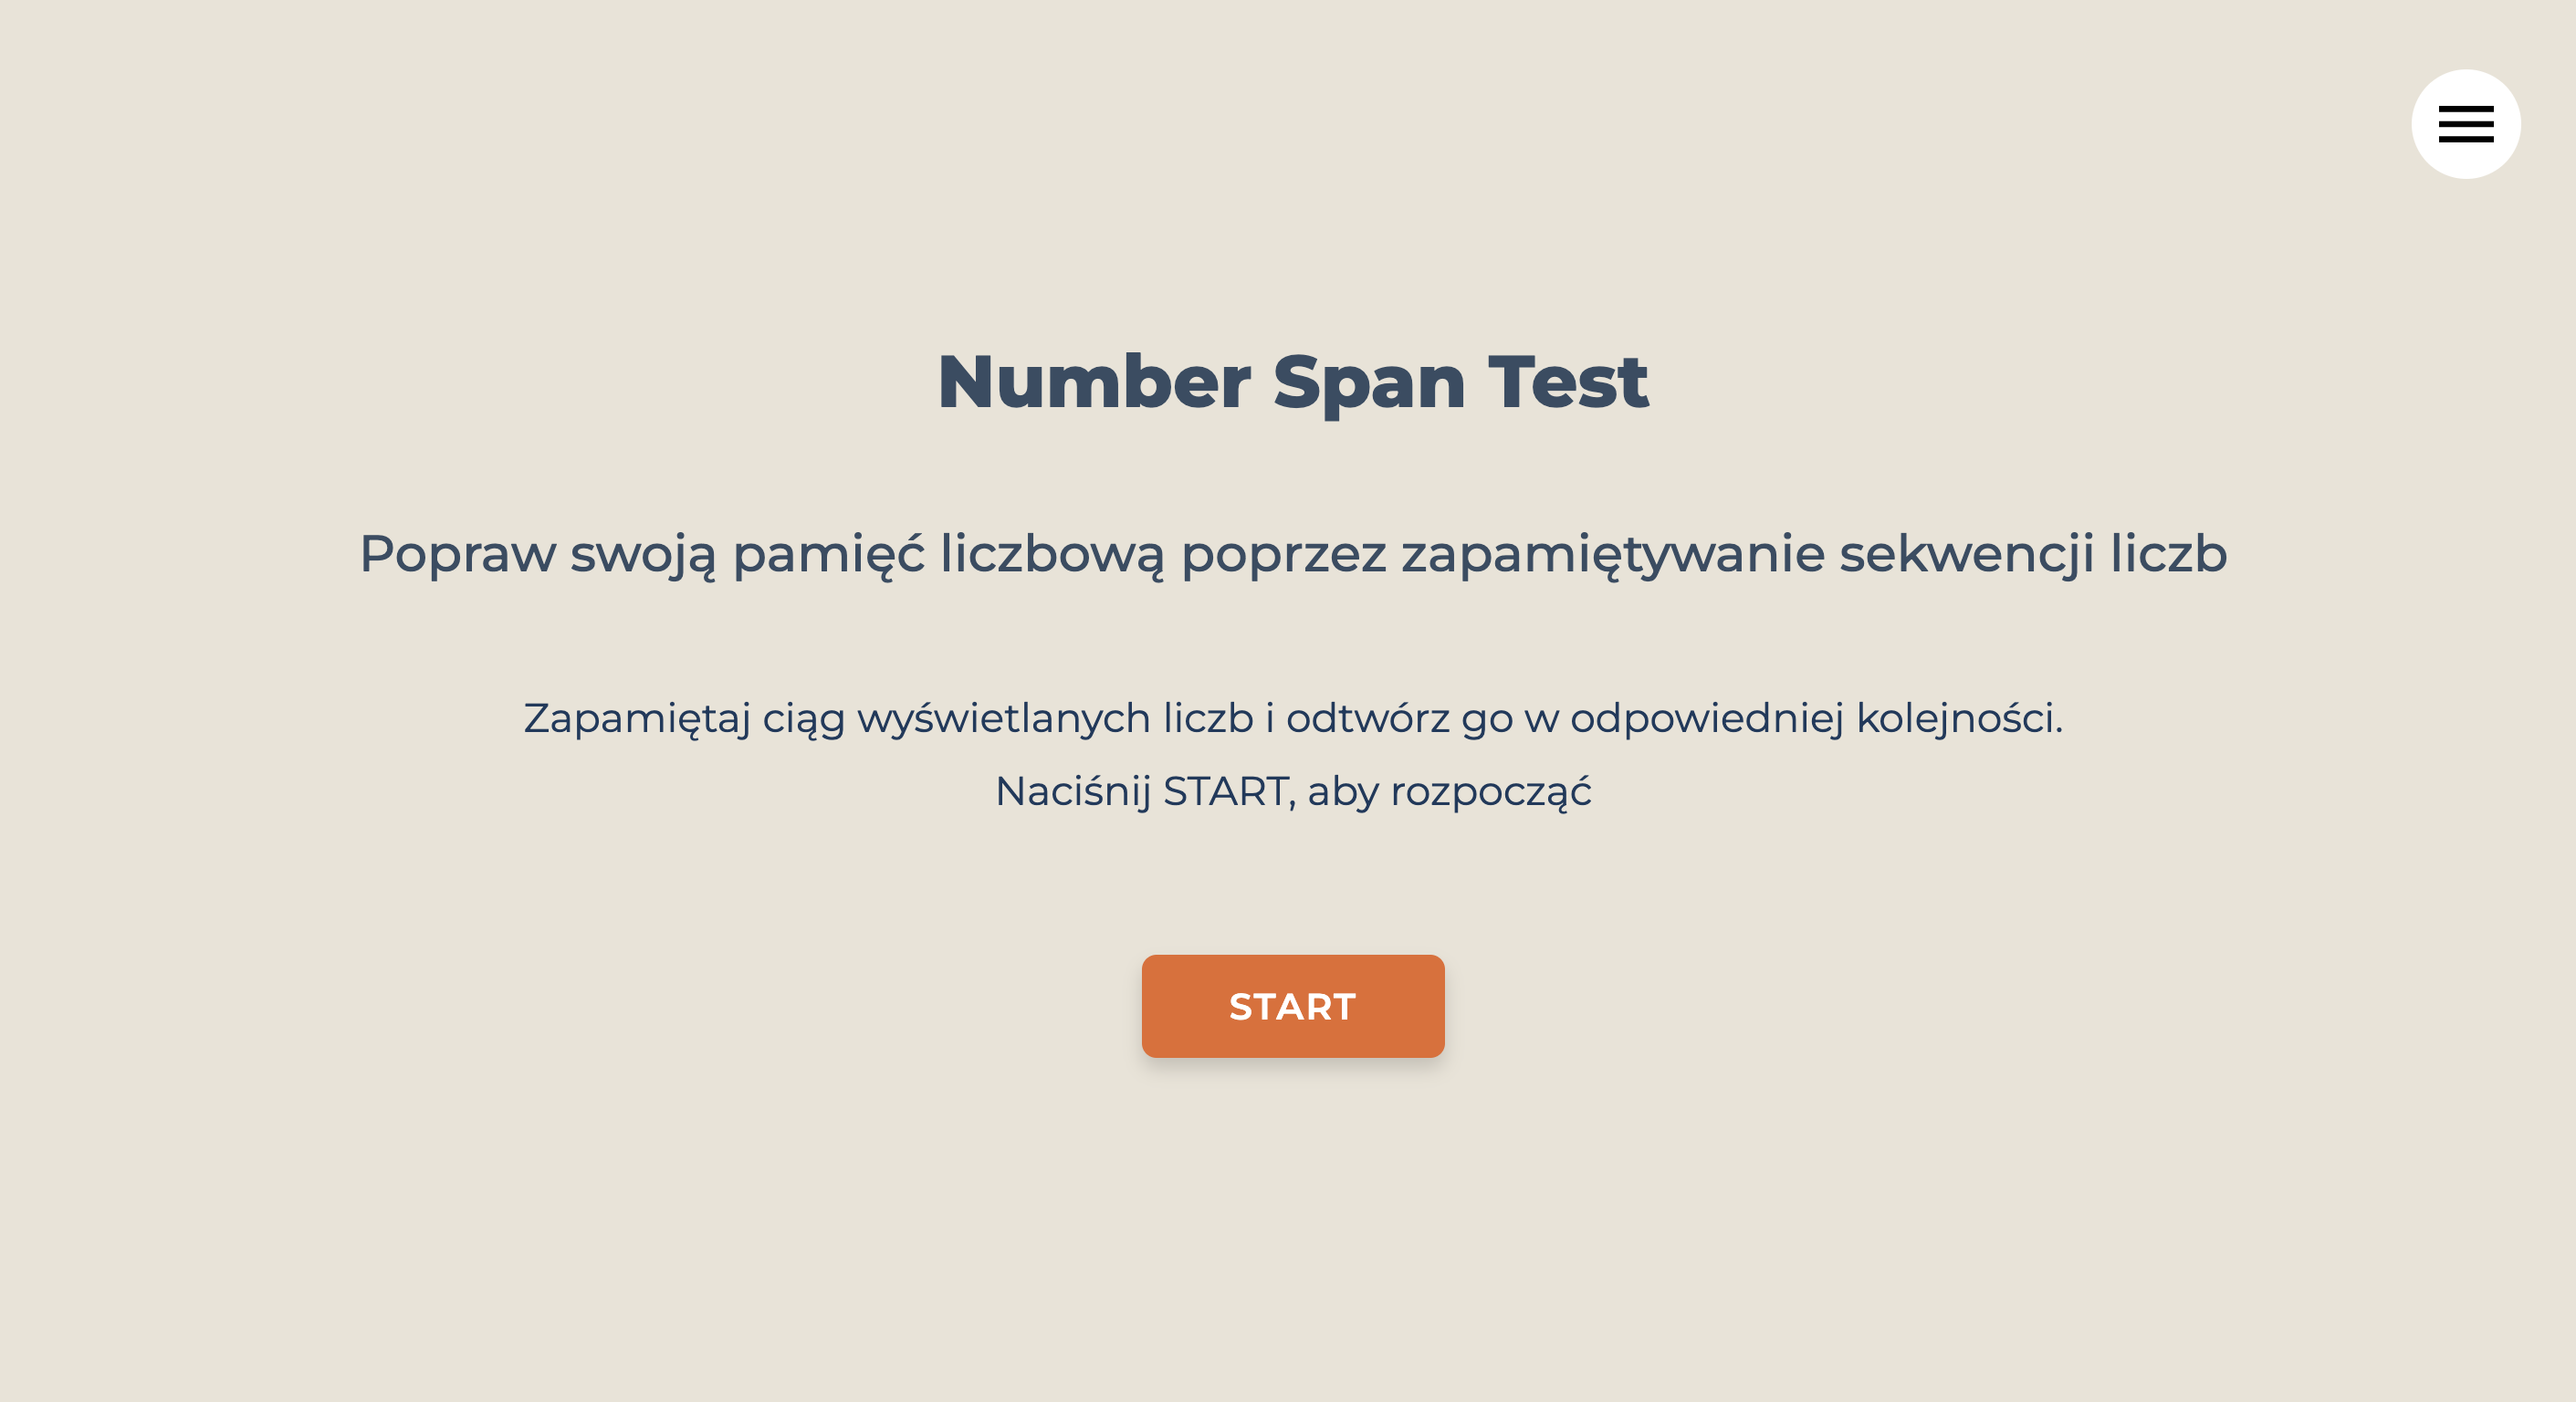 Number Span Test
Popraw swoją pamięć liczbową poprzez zapamiętywanie sekwencji liczb
Zapamiętaj ciąg wyświetlanych liczb i odtwórz go w odpowiedniej kolejności.
Naciśnij START, aby rozpocząć
START